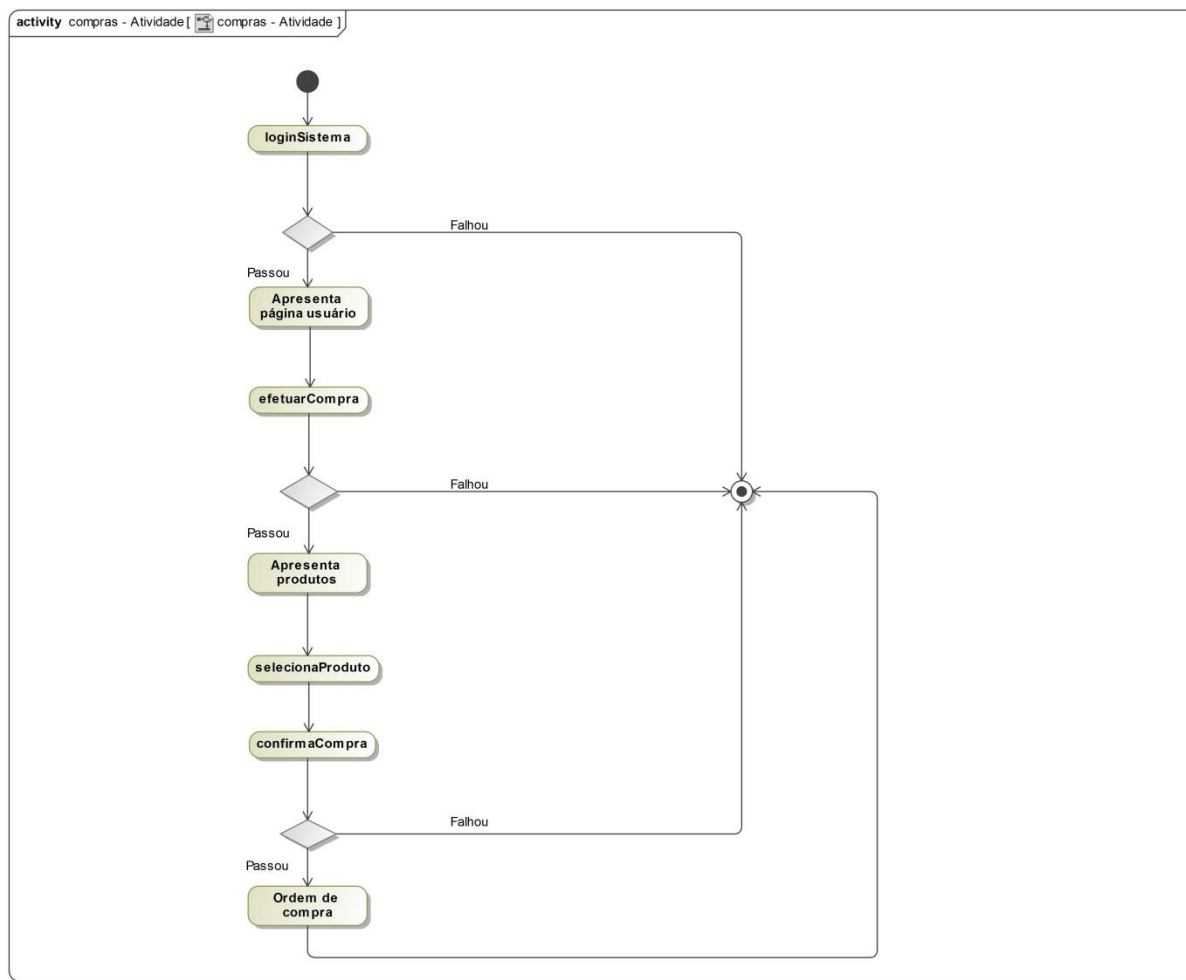 activity compras - Atividade [ compras - Atividade ]
loginSistema
Falhou
Passou
Apresenta
página usuário
efetuarCompra
Falhou
Passou
Apresenta
produtos
selecionaProduto
confirmaCompra
Falhou
Passou
Ordem de
compra